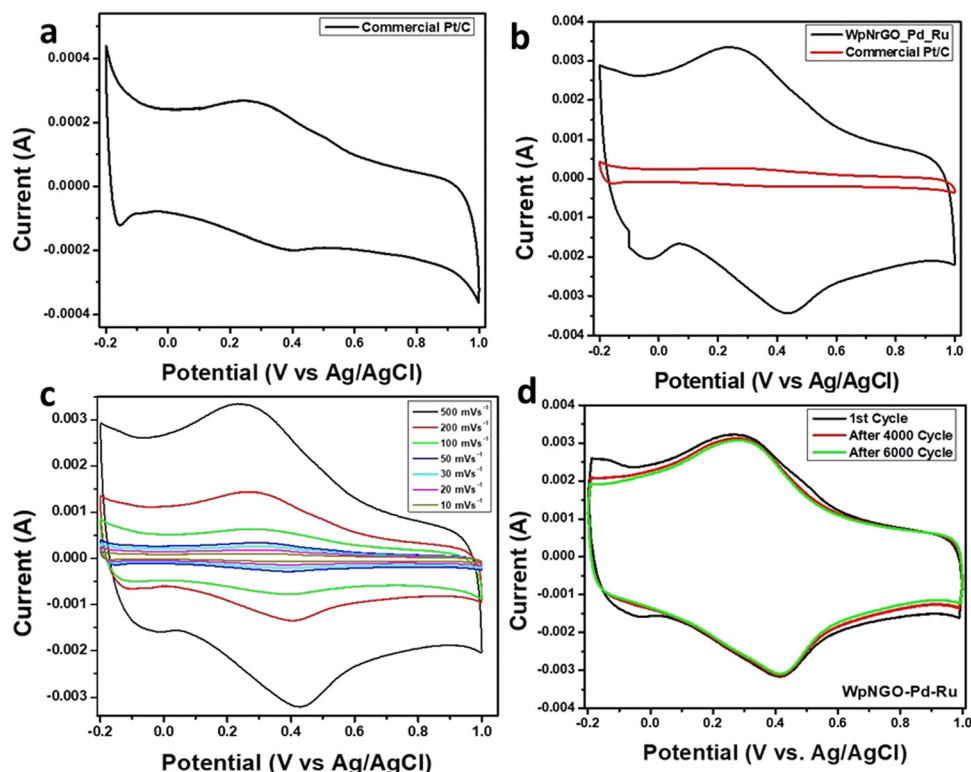 a
Commercial Pt/C
0.0004
0.0002
0.0000
-0.0002
-0.0004
Current (A)
-0.2 0.0 0.2 0.4 0.6 0.8 1.0
Potential (V vs Ag/AgCl)
b
WpNrGO_Pd_Ru
Commercial Pt/C
0.004
0.003
0.002
0.001
0.000
-0.001
-0.002
-0.003
-0.004
Current (A)
-0.2 0.0 0.2 0.4 0.6 0.8 1.0
Potential (V vs Ag/AgCl)
c
500 mVs⁻¹
200 mVs⁻¹
100 mVs⁻¹
50 mVs⁻¹
30 mVs⁻¹
20 mVs⁻¹
10 mVs⁻¹
0.003
0.002
0.001
0.000
-0.001
-0.002
-0.003
Current (A)
-0.2 0.0 0.2 0.4 0.6 0.8 1.0
Potential (V vs Ag/AgCl)
d
1st Cycle
After 4000 Cycle
After 6000 Cycle
0.004
0.003
0.002
0.001
0.000
-0.001
-0.002
-0.003
-0.004
Current (A)
WpNGO-Pd-Ru
-0.2 0.0 0.2 0.4 0.6 0.8 1.0
Potential (V vs. Ag/AgCl)